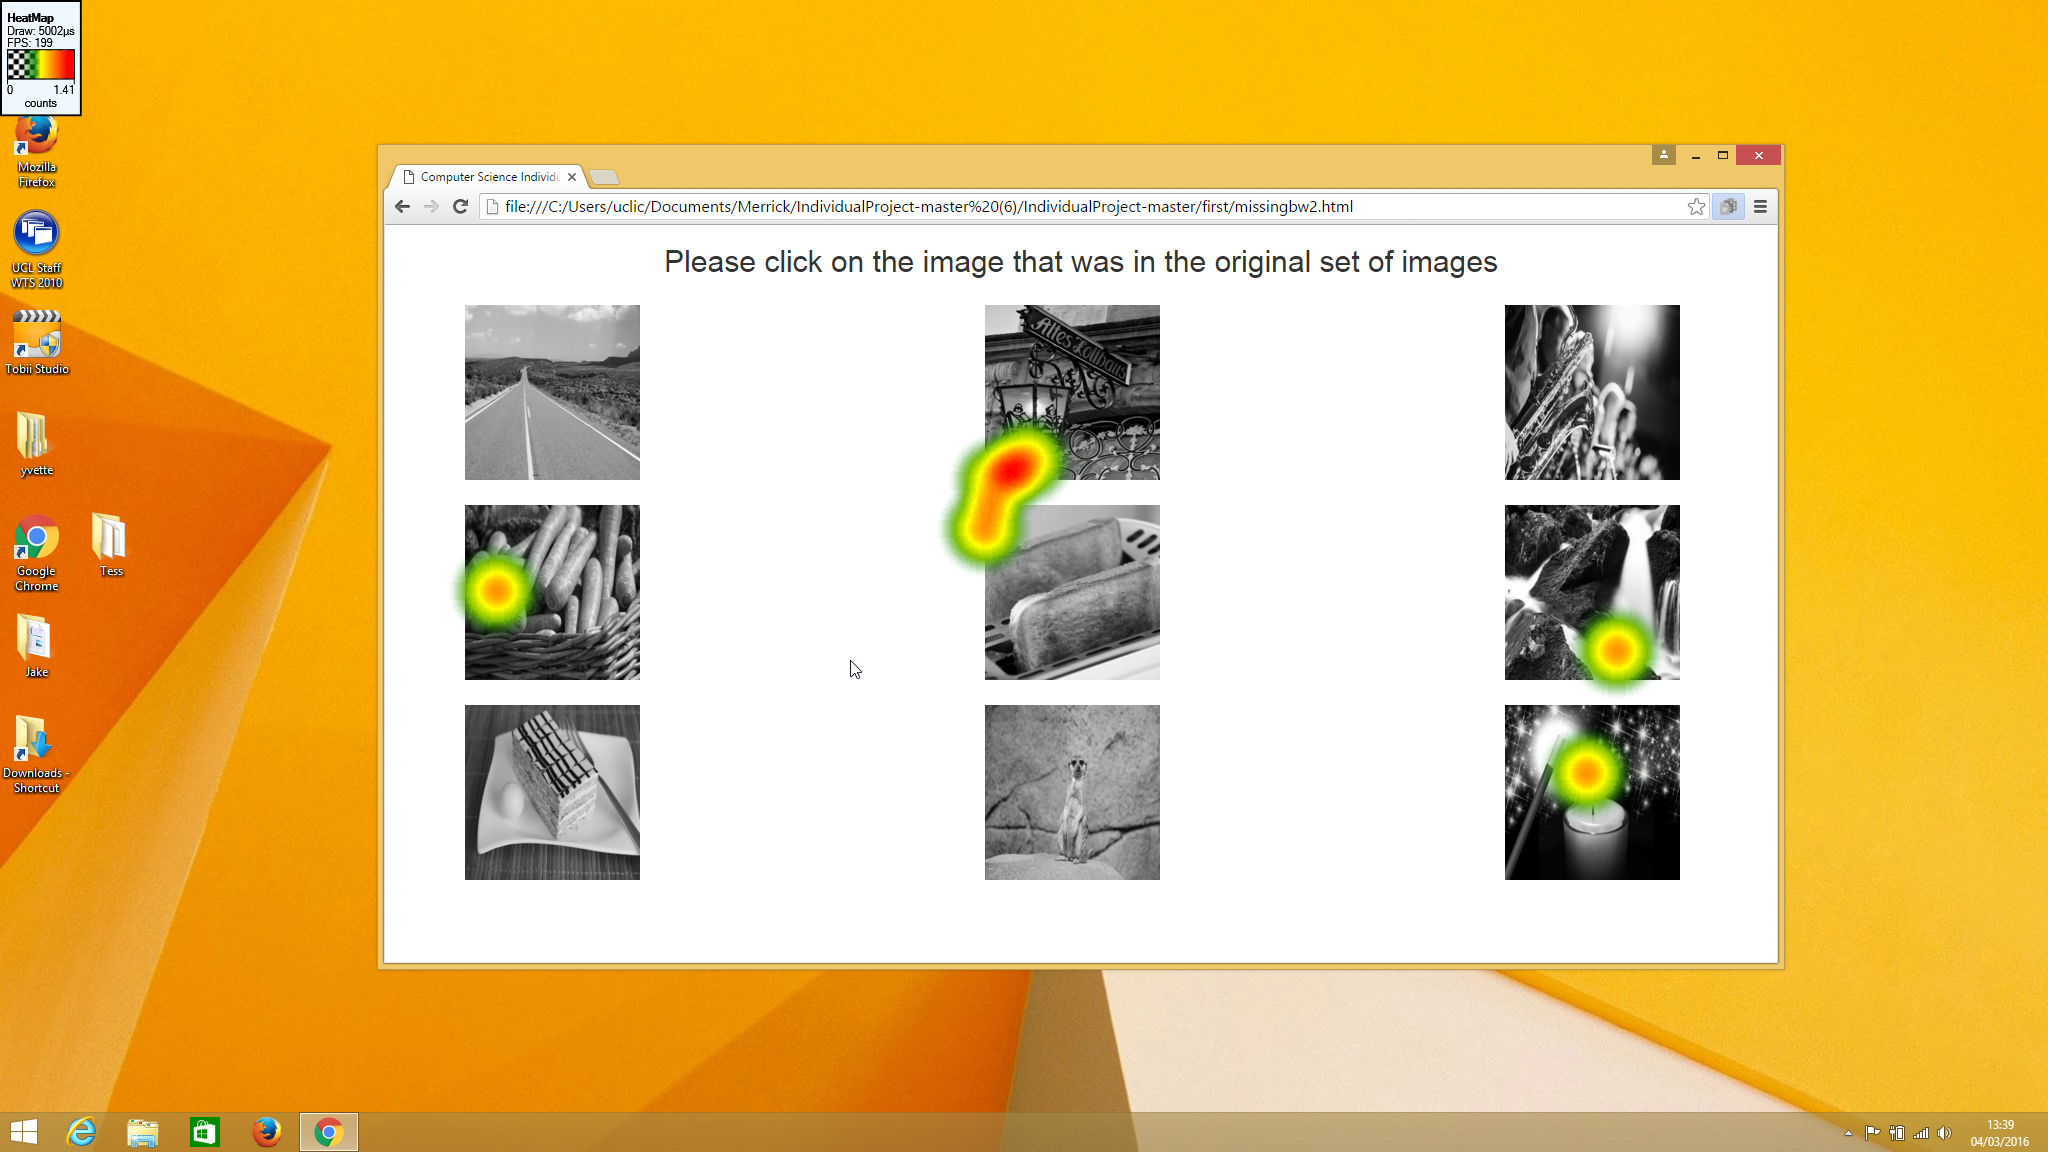 HeatMap
Draw: 5002µs
FPS: 199
0 1.41
counts
Mozilla
Firefox
UCL Staff
WTS 2010
Tobii Studio
yvette
Google
Chrome
Tess
Jake
Downloads -
Shortcut
Computer Science Individu
file:///C:/Users/uclic/Documents/Merrick/IndividualProject-master%20(6)/IndividualProject-master/first/missingbw2.html
Please click on the image that was in the original set of images
Altes Zollhaus
13:39
04/03/2016